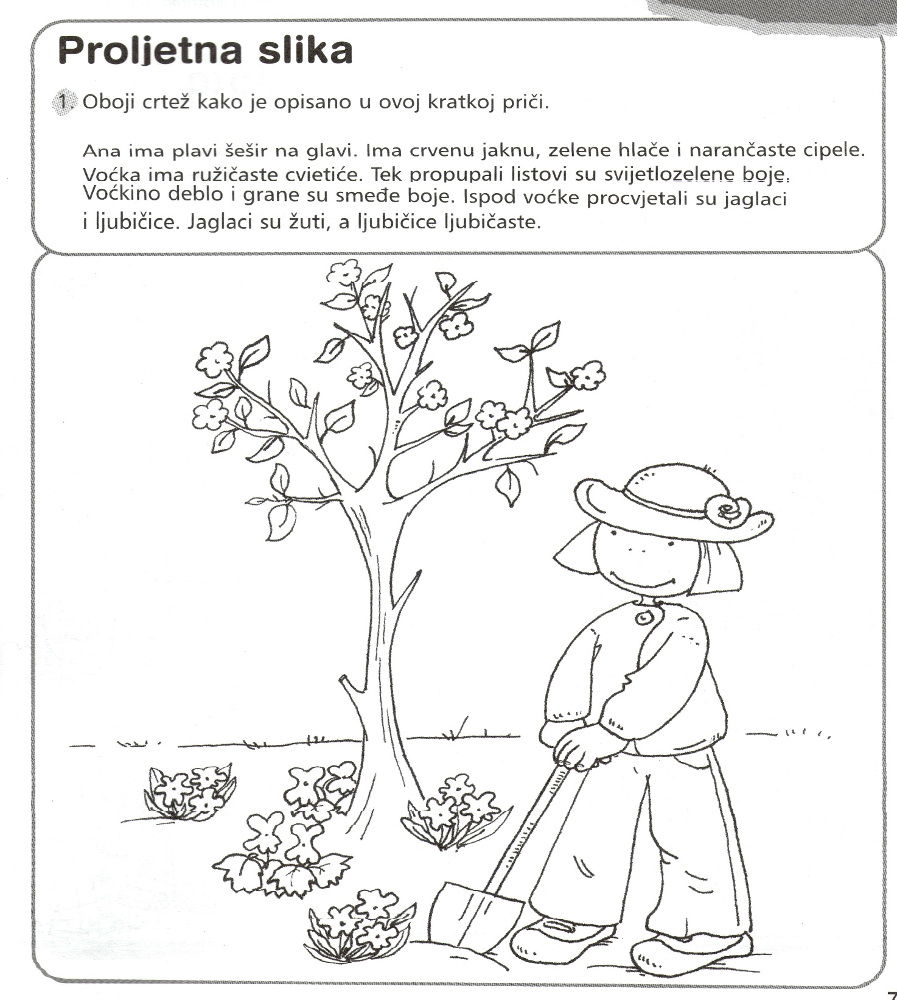 Proljetna slika
1. Oboji crtež kako je opisano u ovoj kratkoj priči.
Ana ima plavi šešir na glavi. Ima crvenu jaknu, zelene hlače i narančaste cipele.
Voćka ima ružičaste cvjetiće. Tek propupali listovi su svijetlozelene boje.
Voćkino deblo i grane su smeđe boje. Ispod voćke procvjetali su jaglaci
i ljubičice. Jaglaci su žuti, a ljubičice ljubičaste.
7